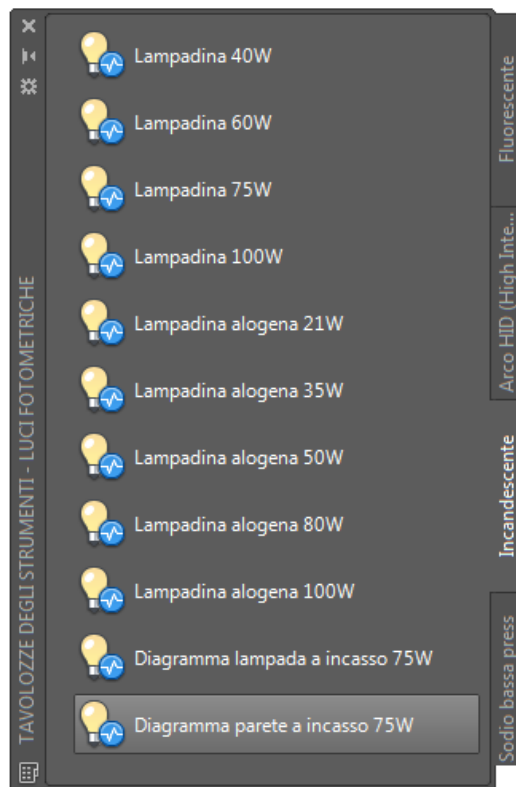 TAVOLOZZE DEGLI STRUMENTI - LUCI FOTOMETRICHE
Lampadina 40W
Lampadina 60W
Lampadina 75W
Lampadina 100W
Lampadina alogena 21W
Lampadina alogena 35W
Lampadina alogena 50W
Lampadina alogena 80W
Lampadina alogena 100W
Diagramma lampada a incasso 75W
Diagramma parete a incasso 75W
Fluorescente
Arco HID (High Inte...
Incandescente
Sodio bassa press